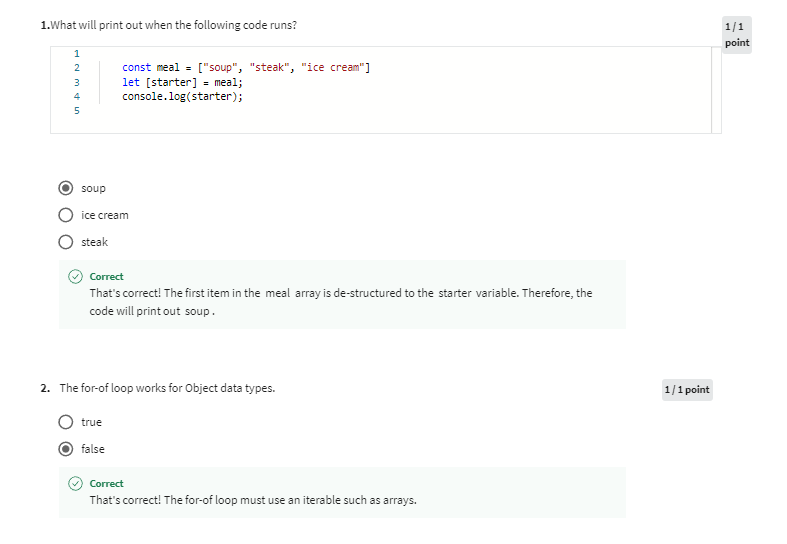 1.What will print out when the following code runs?
1/1
point
1
2 const meal = ["soup", "steak", "ice cream"]
3 let [starter] = meal;
4 console.log(starter);
5
soup
ice cream
steak
Correct
That's correct! The first item in the meal array is de-structured to the starter variable. Therefore, the
code will print out soup.
2. The for-of loop works for Object data types.
1/1 point
true
false
Correct
That's correct! The for-of loop must use an iterable such as arrays.